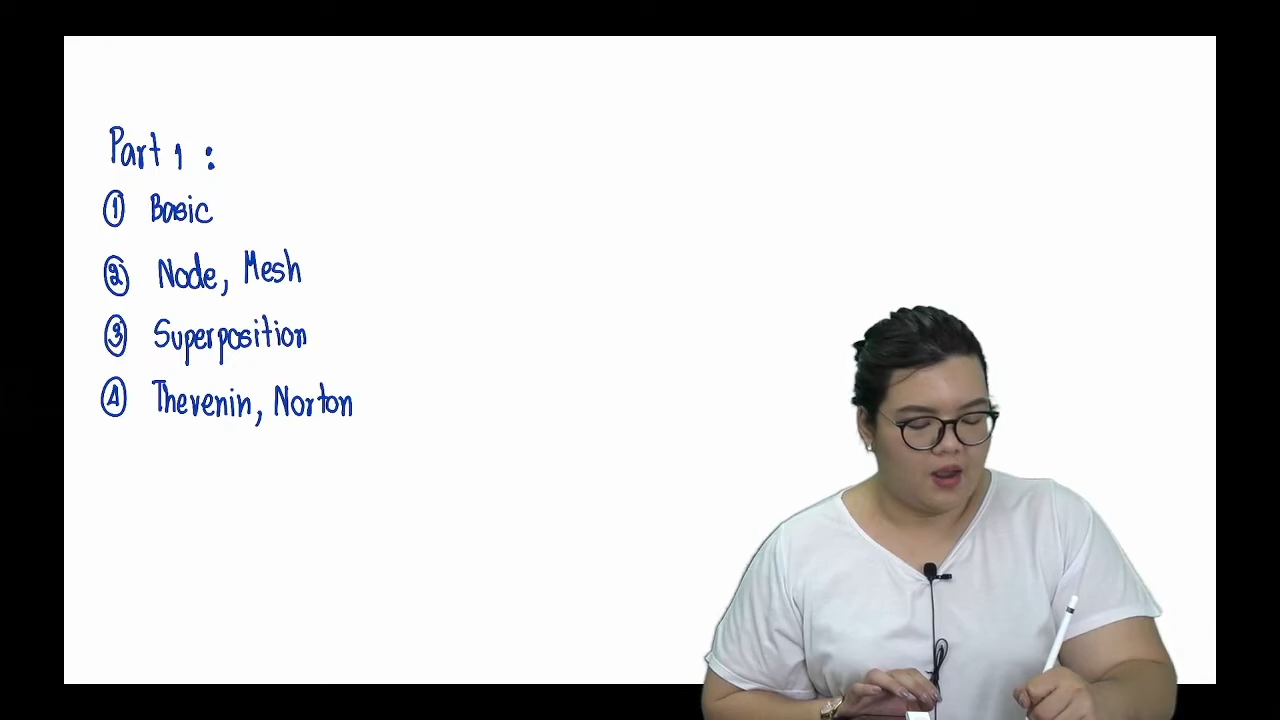 Part 1 :
① Basic
② Node, Mesh
③ Superposition
④ Thevenin, Norton